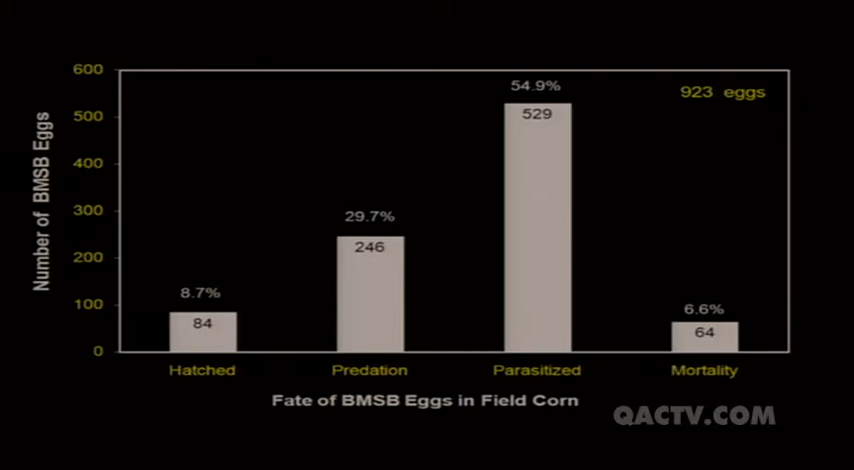 600
500
400
300
200
100
0
Number of BMSB Eggs
923 eggs
8.7%
84
29.7%
246
54.9%
529
6.6%
64
Hatched
Predation
Parasitized
Mortality
Fate of BMSB Eggs in Field Corn
QACTV.COM